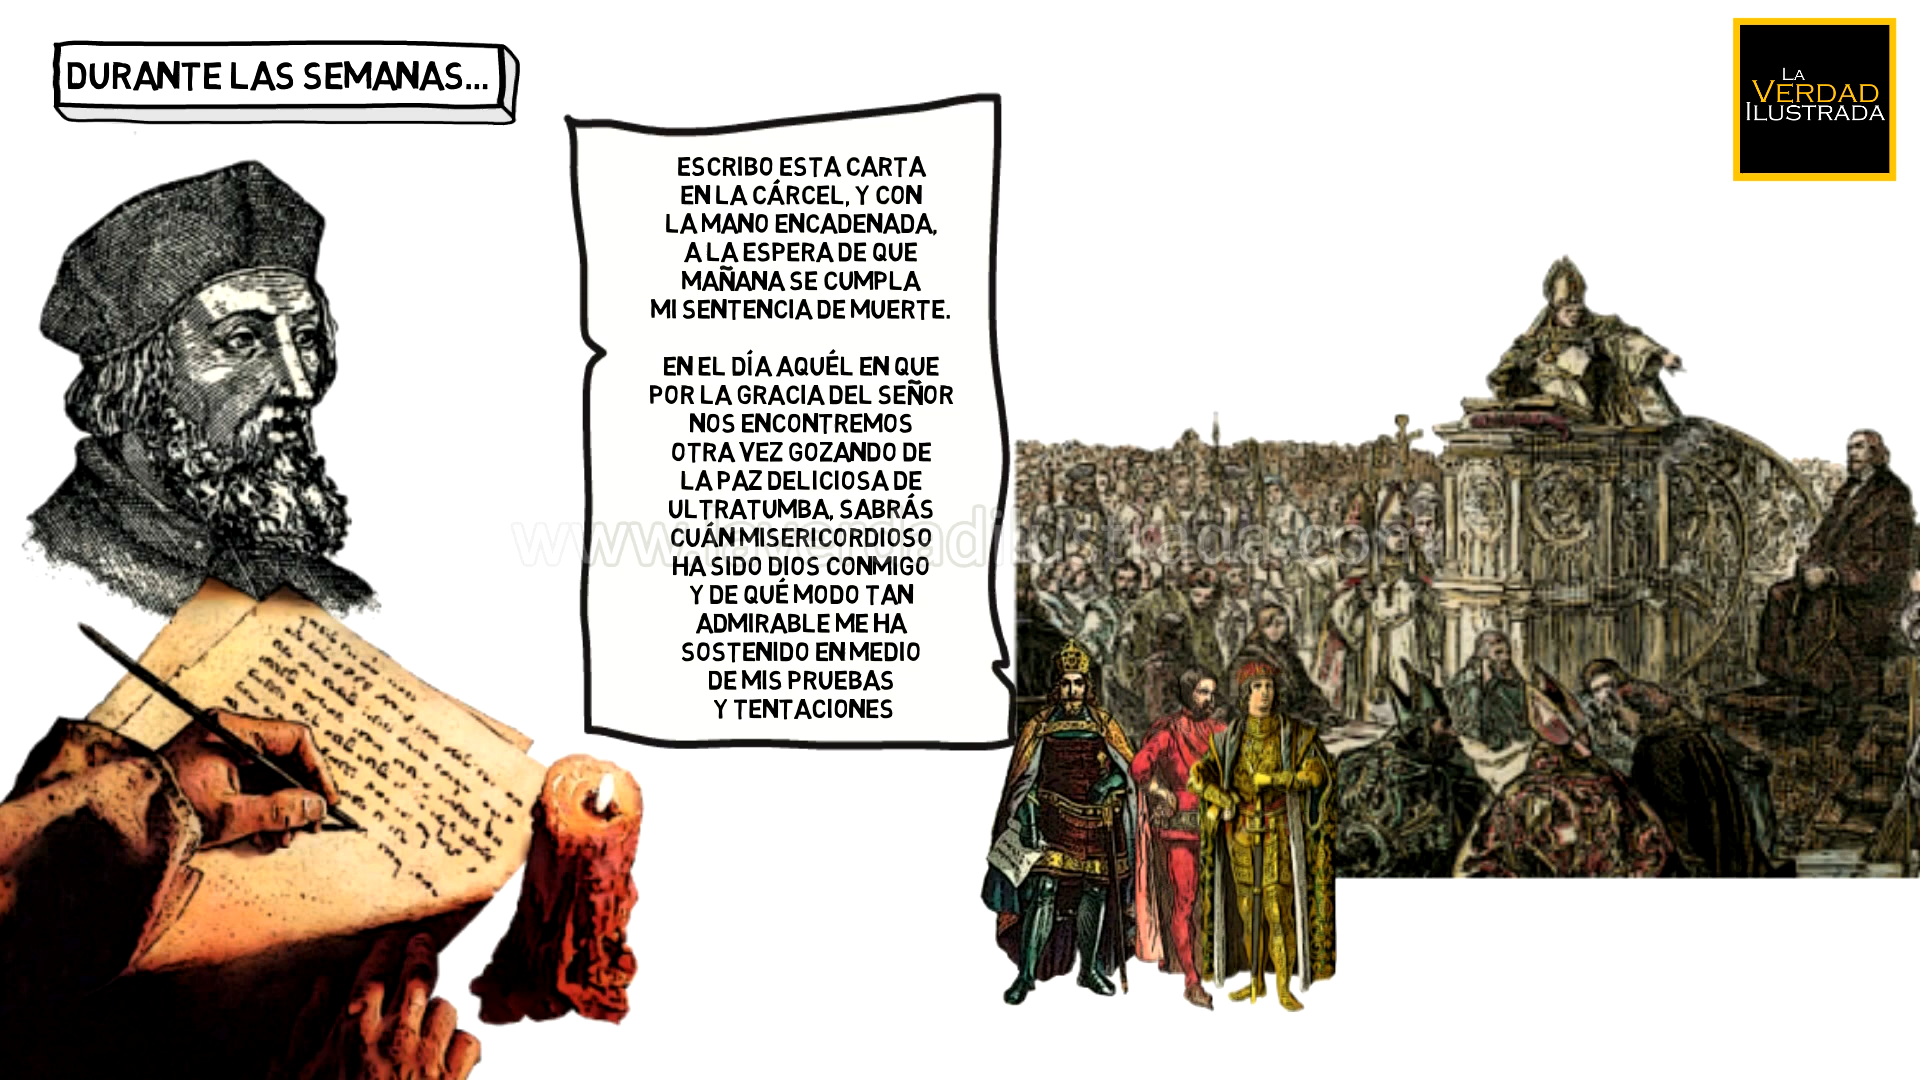 DURANTE LAS SEMANAS...
LA
VERDAD
ILUSTRADA
ESCRIBO ESTA CARTA
EN LA CÁRCEL, Y CON
LA MANO ENCADENADA,
A LA ESPERA DE QUE
MAÑANA SE CUMPLA
MI SENTENCIA DE MUERTE.
EN EL DÍA AQUÉL EN QUE
POR LA GRACIA DEL SEÑOR
NOS ENCONTREMOS
OTRA VEZ GOZANDO DE
LA PAZ DELICIOSA DE
ULTRATUMBA, SABRÁS
CUÁN MISERICORDIOSO
HA SIDO DIOS CONMIGO
Y DE QUÉ MODO TAN
ADMIRABLE ME HA
SOSTENIDO EN MEDIO
DE MIS PRUEBAS
Y TENTACIONES
www.laverdadilustrada.com